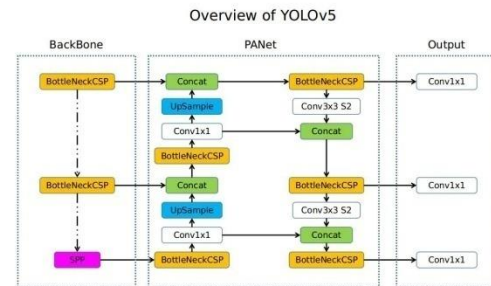 Overview of YOLOv5
BackBone PANet Output
BottleNeckCSP Concat BottleNeckCSP Conv1x1
UpSample Conv3x3 S2
Conv1x1 Concat
BottleNeckCSP
BottleNeckCSP Concat BottleNeckCSP Conv1x1
UpSample Conv3x3 S2
Conv1x1 Concat
SPP BottleNeckCSP BottleNeckCSP Conv1x1